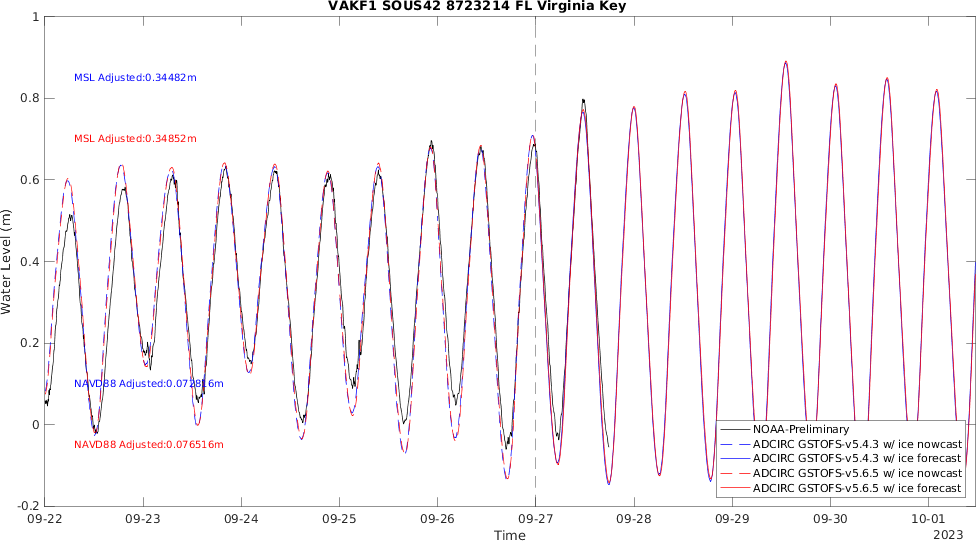 VAKF1 SOUS42 8723214 FL Virginia Key
1
0.8
0.6
0.4
0.2
0
-0.2
Water Level (m)
MSL Adjusted:0.34482m
MSL Adjusted:0.34852m
NAVD88 Adjusted:0.072816m
NAVD88 Adjusted:0.076516m
NOAA-Preliminary
ADCIRC GSTOFS-v5.4.3 w/ ice nowcast
ADCIRC GSTOFS-v5.4.3 w/ ice forecast
ADCIRC GSTOFS-v5.6.5 w/ ice nowcast
ADCIRC GSTOFS-v5.6.5 w/ ice forecast
09-22 09-23 09-24 09-25 09-26 09-27 09-28 09-29 09-30 10-01
Time
2023